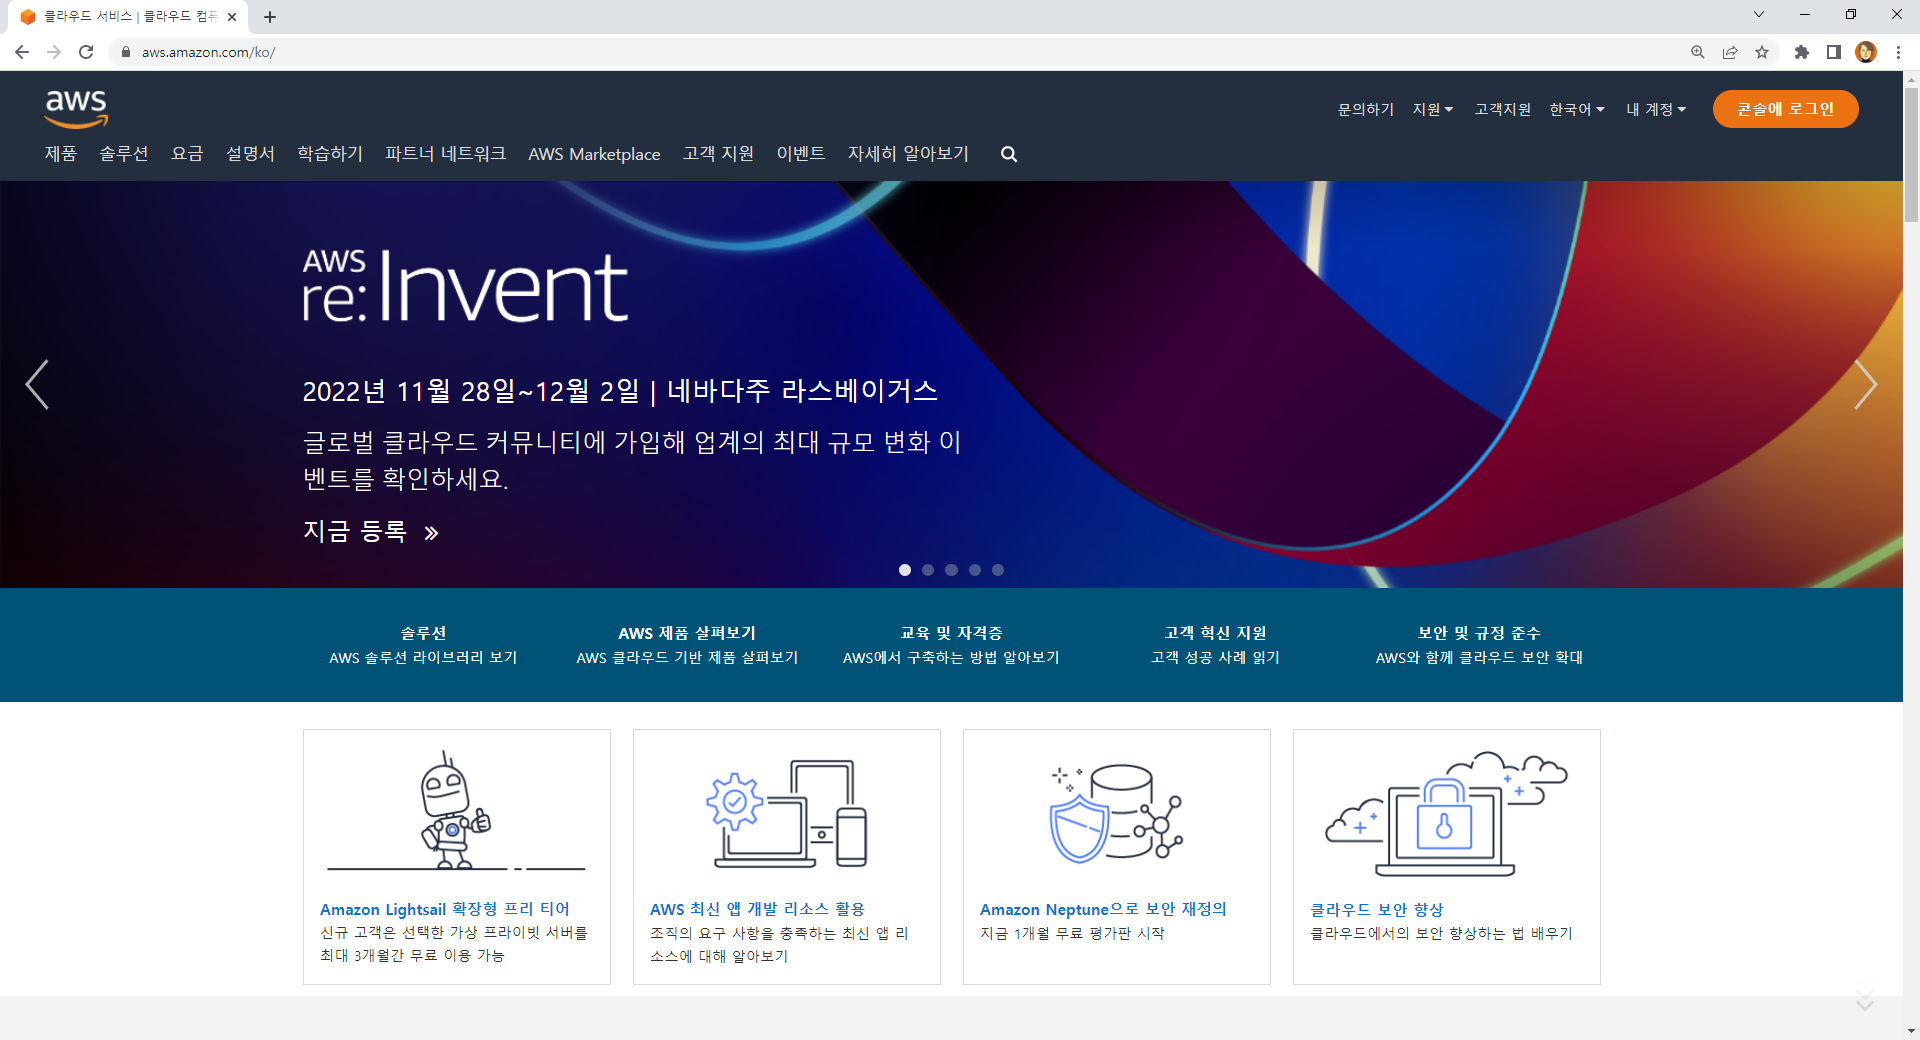 클라우드 서비스 | 클라우드 컴퓨
aws.amazon.com/ko/
aws
문의하기 지원 고객지원 한국어 내 계정 콘솔에 로그인
제품 솔루션 요금 설명서 학습하기 파트너 네트워크 AWS Marketplace 고객 지원 이벤트 자세히 알아보기
AWS
re:Invent
2022년 11월 28일~12월 2일 | 네바다주 라스베이거스
글로벌 클라우드 커뮤니티에 가입해 업계의 최대 규모 변화 이
벤트를 확인하세요.
지금 등록 »
솔루션
AWS 솔루션 라이브러리 보기
AWS 제품 살펴보기
AWS 클라우드 기반 제품 살펴보기
교육 및 자격증
AWS에서 구축하는 방법 알아보기
고객 혁신 지원
고객 성공 사례 읽기
보안 및 규정 준수
AWS와 함께 클라우드 보안 확대
Amazon Lightsail 확장형 프리 티어
신규 고객은 선택한 가상 프라이빗 서버를
최대 3개월간 무료 이용 가능
AWS 최신 앱 개발 리소스 활용
조직의 요구 사항을 충족하는 최신 앱 리
소스에 대해 알아보기
Amazon Neptune으로 보안 재정의
지금 1개월 무료 평가판 시작
클라우드 보안 향상
클라우드에서의 보안 향상하는 법 배우기